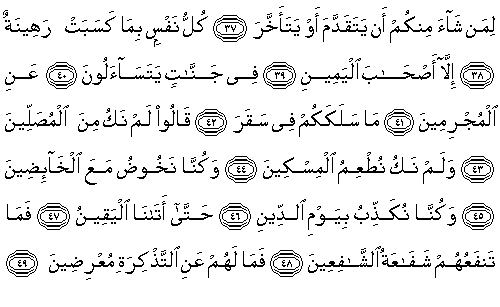 لِمَن شَآءَ مِنكُمْ أَن يَتَقَدَّمَ أَوْ يَتَأَخَّرَ ٣٧ كُلُّ نَفْسٍۭ بِمَا كَسَبَتْ رَهِينَةٌ
٣٨ إِلَّآ أَصْحَٰبَ ٱلْيَمِينِ ٣٩ فِى جَنَّٰتٍ يَتَسَآءَلُونَ ٤٠ عَنِ
ٱلْمُجْرِمِينَ ٤١ مَا سَلَكَكُمْ فِى سَقَرَ ٤٢ قَالُوا۟ لَمْ نَكُ مِنَ ٱلْمُصَلِّينَ
٤٣ وَلَمْ نَكُ نُطْعِمُ ٱلْمِسْكِينَ ٤٤ وَكُنَّا نَخُوضُ مَعَ ٱلْخَآئِضِينَ
٤٥ وَكُنَّا نُكَذِّبُ بِيَوْمِ ٱلدِّينِ ٤٦ حَتَّىٰٓ أَتَىٰنَا ٱلْيَقِينُ ٤٧ فَمَا
تَنفَعُهُمْ شَفَٰعَةُ ٱلشَّٰفِعِينَ ٤٨ فَمَا لَهُمْ عَنِ ٱلتَّذْكِرَةِ مُعْرِضِينَ ٤٩